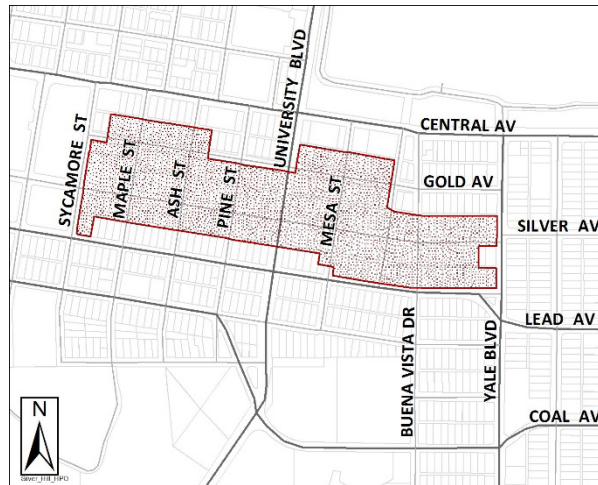 UNIVERSITY BLVD
CENTRAL AV
SYCAMORE ST
MAPLE ST
ASH ST
PINE ST
MESA ST
GOLD AV
SILVER AV
LEAD AV
BUENA VISTA DR
YALE BLVD
COAL AV
N
Silver_Hill_HPO